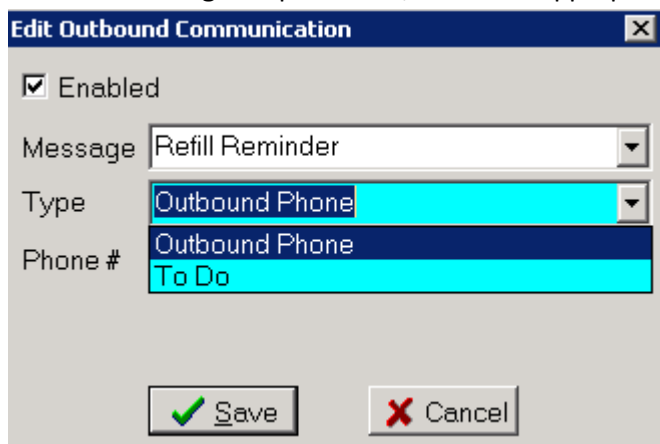 Edit Outbound Communication
Enabled
Message Refill Reminder
Type Outbound Phone
Outbound Phone
Phone #
To Do
Save Cancel